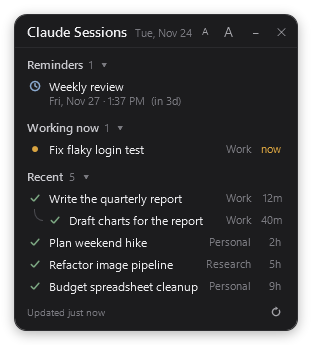 Claude Sessions Tue, Nov 24 A A
Reminders 1
Weekly review
Fri, Nov 27 · 1:37 PM (in 3d)
Working now 1
Fix flaky login test Work now
Recent 5
Write the quarterly report Work 12m
Draft charts for the report Work 40m
Plan weekend hike Personal 2h
Refactor image pipeline Research 5h
Budget spreadsheet cleanup Personal 9h
Updated just now